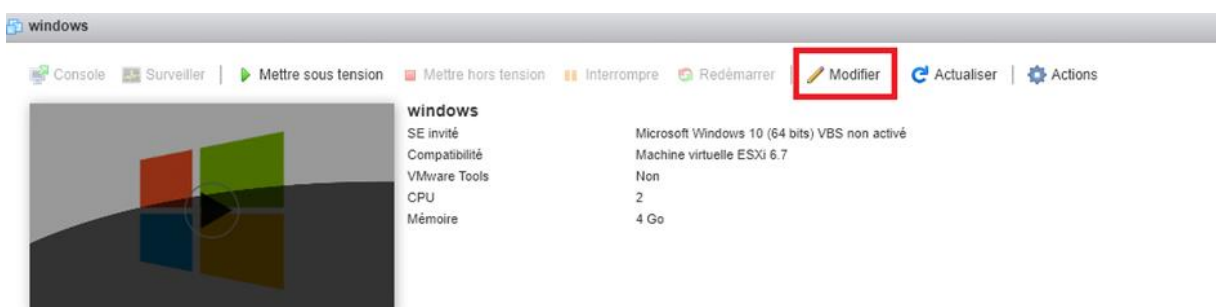 windows
Console Surveiller Mettre sous tension Mettre hors tension Interrompre Redémarrer Modifier Actualiser Actions
windows
SE invité Microsoft Windows 10 (64 bits) VBS non activé
Compatibilité Machine virtuelle ESXi 6.7
VMware Tools Non
CPU 2
Mémoire 4 Go